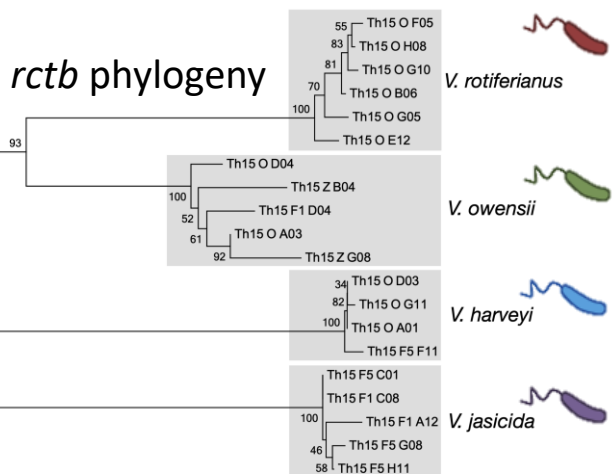 55
Th15 O F05
83
Th15 O H08
rctb phylogeny
81
Th15 O G10
V. rotiferianus
70
Th15 O B06
100
Th15 O G05
93
Th15 O E12
Th15 O D04
100
Th15 Z B04
52
Th15 F1 D04
V. owensii
61
Th15 O A03
92
Th15 Z G08
34
Th15 O D03
82
Th15 O G11
V. harveyi
100
Th15 O A01
Th15 F5 F11
Th15 F5 C01
Th15 F1 C08
100
Th15 F1 A12
V. jasicida
46
Th15 F5 G08
58
Th15 F5 H11